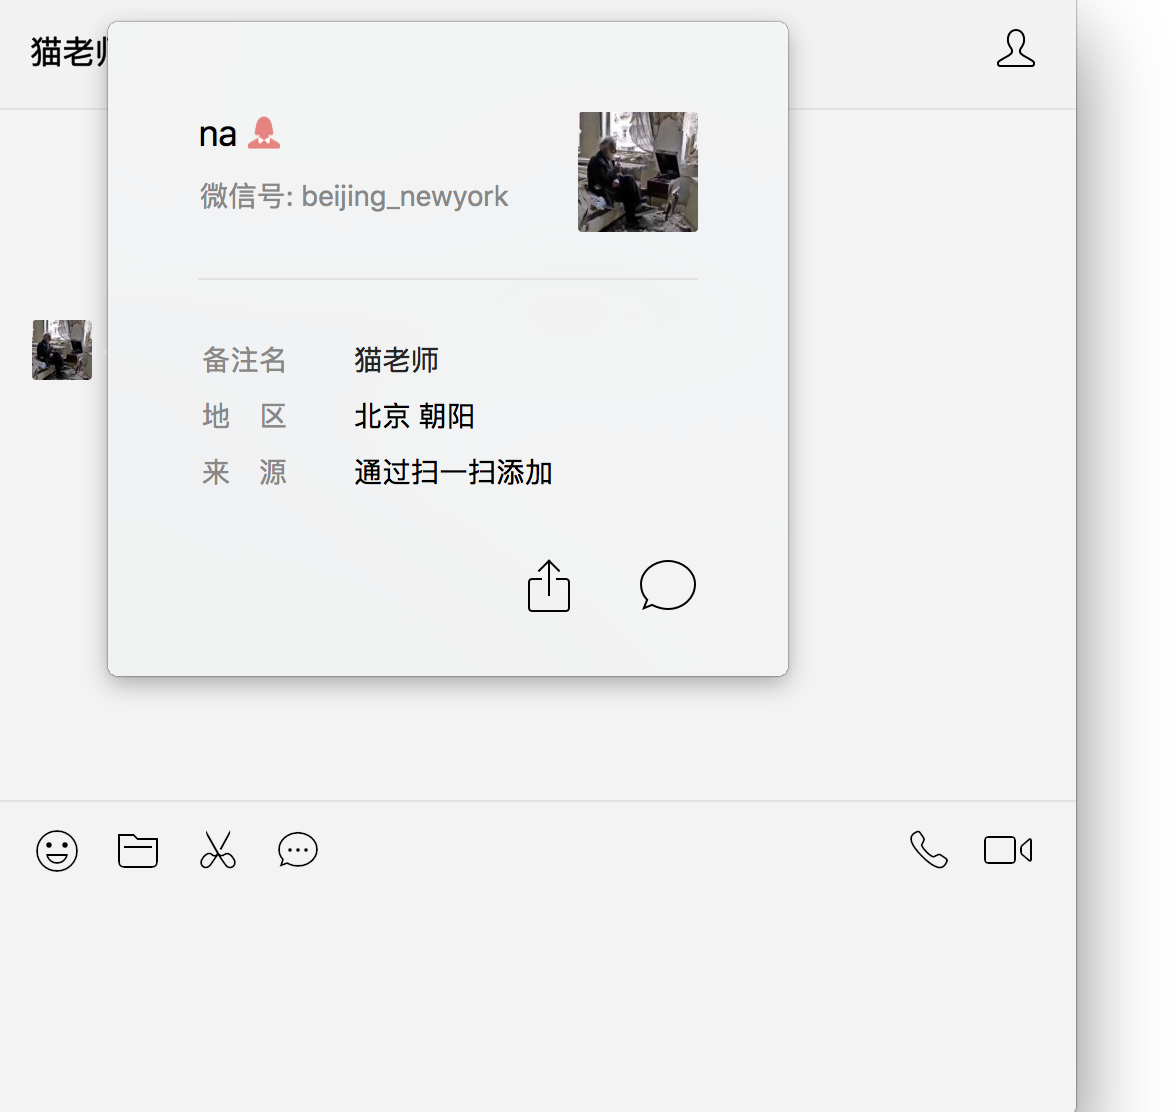 猫老师
na
微信号: beijing_newyork
备注名 猫老师
地 区 北京 朝阳
来 源 通过扫一扫添加